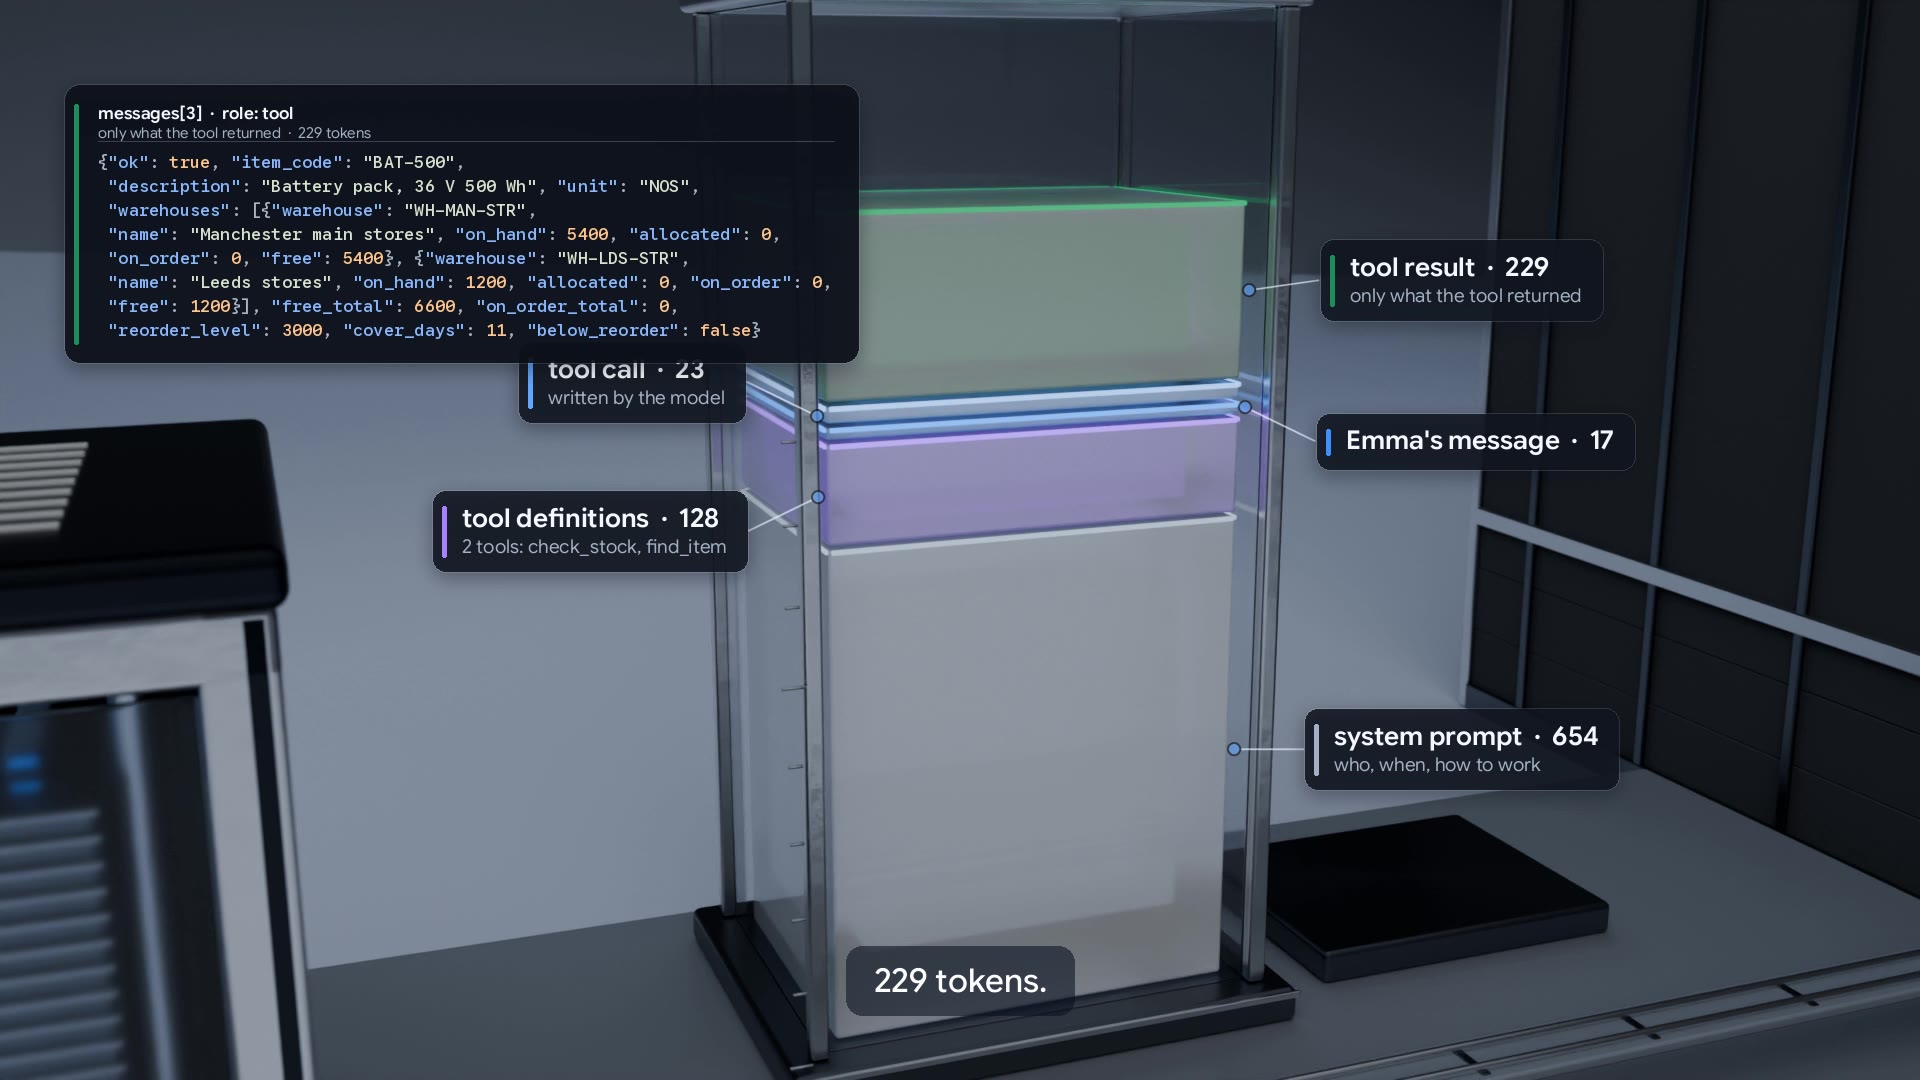 messages[3] · role: tool
only what the tool returned · 229 tokens
{"ok": true, "item_code": "BAT-500",
"description": "Battery pack, 36 V 500 Wh", "unit": "NOS",
"warehouses": [{"warehouse": "WH-MAN-STR",
"name": "Manchester main stores", "on_hand": 5400, "allocated": 0,
"on_order": 0, "free": 5400}, {"warehouse": "WH-LDS-STR",
"name": "Leeds stores", "on_hand": 1200, "allocated": 0, "on_order": 0,
"free": 1200}], "free_total": 6600, "on_order_total": 0,
"reorder_level": 3000, "cover_days": 11, "below_reorder": false}
tool result · 229
only what the tool returned
tool call · 23
written by the model
Emma's message · 17
tool definitions · 128
2 tools: check_stock, find_item
system prompt · 654
who, when, how to work
229 tokens.